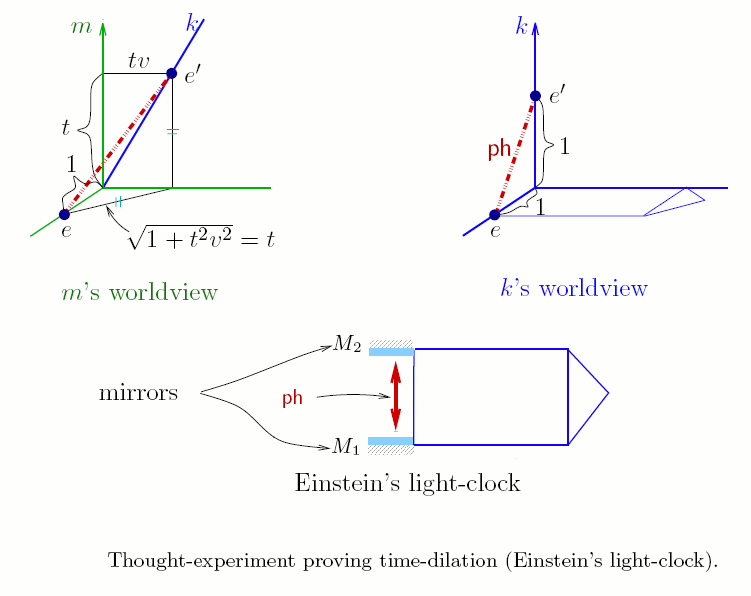 m
k
tv
e′
t
1
e
√1 + t²v² = t
m's worldview
k
e′
ph
1
1
e
k's worldview
M₂
mirrors
ph
M₁
Einstein's light-clock
Thought-experiment proving time-dilation (Einstein's light-clock).